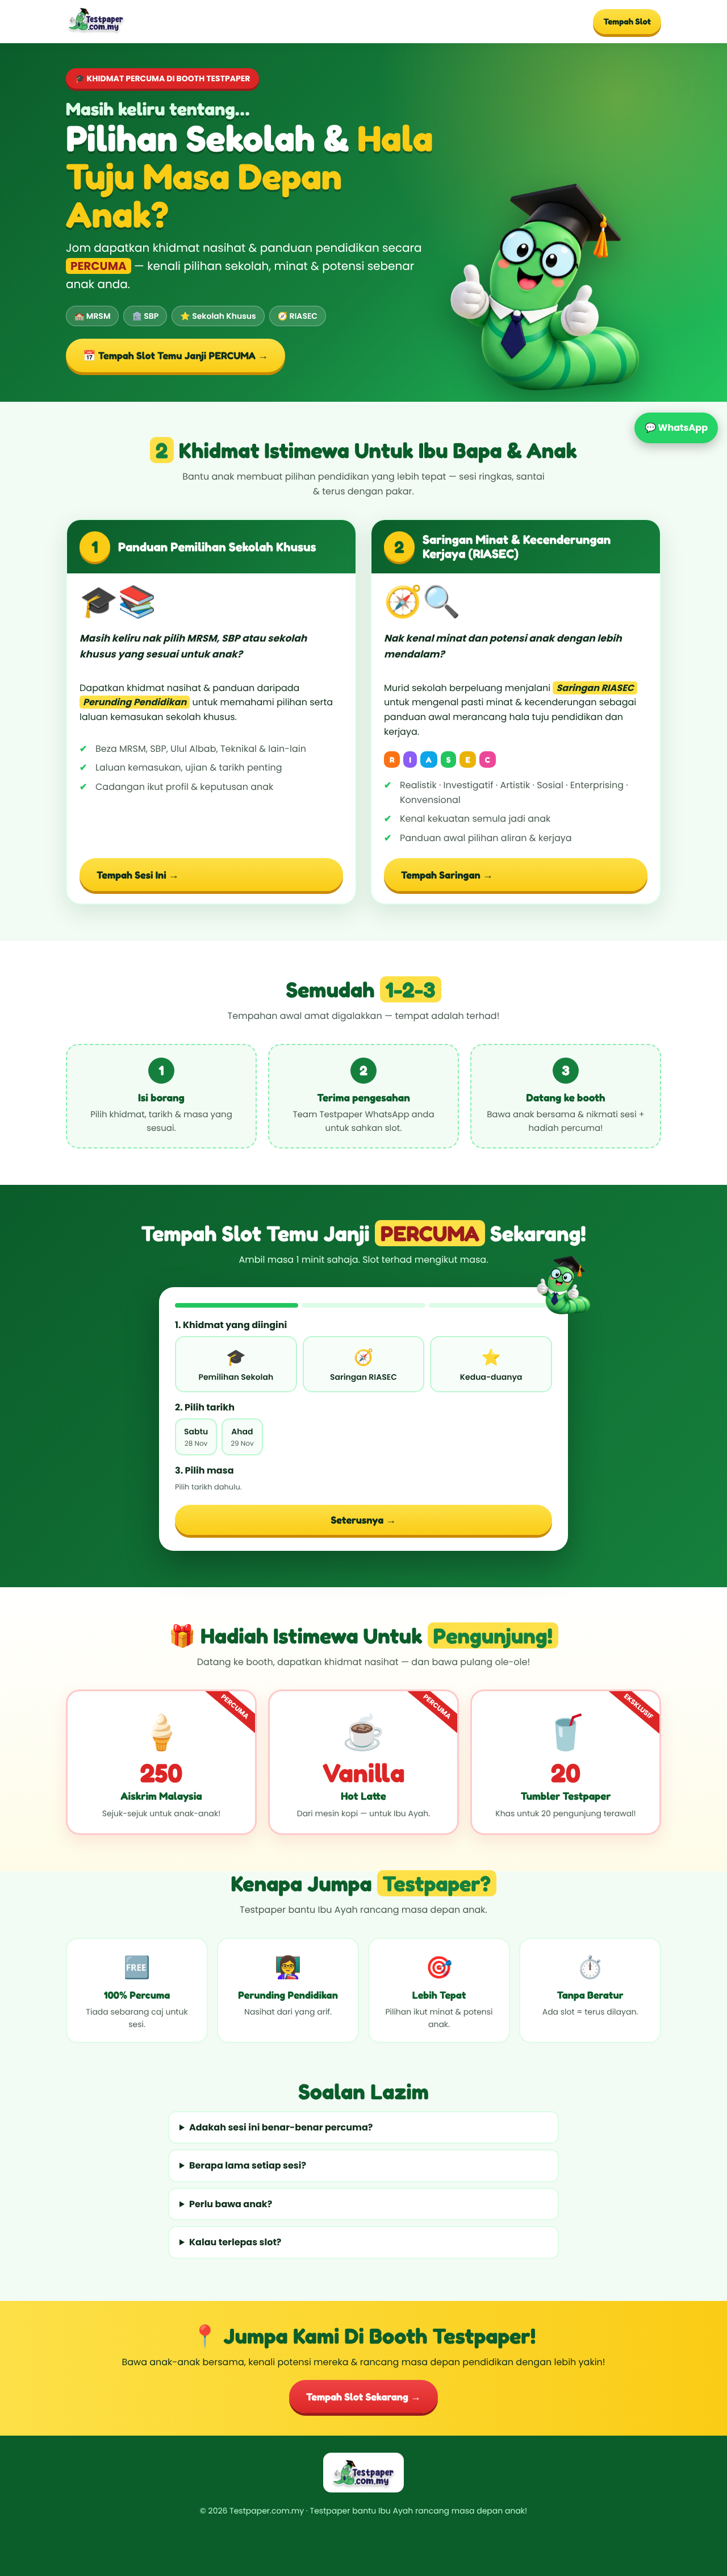 Testpaper
.com.my
Tempah Slot
🎓 KHIDMAT PERCUMA DI BOOTH TESTPAPER
Masih keliru tentang...
Pilihan Sekolah & Hala
Tuju Masa Depan
Anak?
Jom dapatkan khidmat nasihat & panduan pendidikan secara
PERCUMA — kenali pilihan sekolah, minat & potensi sebenar
anak anda.
🏫 MRSM
🏛️ SBP
⭐ Sekolah Khusus
🧭 RIASEC
📅 Tempah Slot Temu Janji PERCUMA →
💬 WhatsApp
2 Khidmat Istimewa Untuk Ibu Bapa & Anak
Bantu anak membuat pilihan pendidikan yang lebih tepat — sesi ringkas, santai
& terus dengan pakar.
1
Panduan Pemilihan Sekolah Khusus
Masih keliru nak pilih MRSM, SBP atau sekolah
khusus yang sesuai untuk anak?
Dapatkan khidmat nasihat & panduan daripada
Perunding Pendidikan untuk memahami pilihan serta
laluan kemasukan sekolah khusus.
✔ Beza MRSM, SBP, Ulul Albab, Teknikal & lain-lain
✔ Laluan kemasukan, ujian & tarikh penting
✔ Cadangan ikut profil & keputusan anak
Tempah Sesi Ini →
2
Saringan Minat & Kecenderungan
Kerjaya (RIASEC)
Nak kenal minat dan potensi anak dengan lebih
mendalam?
Murid sekolah berpeluang menjalani Saringan RIASEC
untuk mengenal pasti minat & kecenderungan sebagai
panduan awal merancang hala tuju pendidikan dan
kerjaya.
R I A S E C
✔ Realistik · Investigatif · Artistik · Sosial · Enterprising ·
Konvensional
✔ Kenal kekuatan semula jadi anak
✔ Panduan awal pilihan aliran & kerjaya
Tempah Saringan →
Semudah 1-2-3
Tempahan awal amat digalakkan — tempat adalah terhad!
1
Isi borang
Pilih khidmat, tarikh & masa yang
sesuai.
2
Terima pengesahan
Team Testpaper WhatsApp anda
untuk sahkan slot.
3
Datang ke booth
Bawa anak bersama & nikmati sesi +
hadiah percuma!
Tempah Slot Temu Janji PERCUMA Sekarang!
Ambil masa 1 minit sahaja. Slot terhad mengikut masa.
1. Khidmat yang diingini
Pemilihan Sekolah
Saringan RIASEC
Kedua-duanya
2. Pilih tarikh
Sabtu
28 Nov
Ahad
29 Nov
3. Pilih masa
Pilih tarikh dahulu.
Seterusnya →
🎁 Hadiah Istimewa Untuk Pengunjung!
Datang ke booth, dapatkan khidmat nasihat — dan bawa pulang ole-ole!
PERCUMA
250
Aiskrim Malaysia
Sejuk-sejuk untuk anak-anak!
PERCUMA
Vanilla
Hot Latte
Dari mesin kopi — untuk Ibu Ayah.
EKSKLUSIF
20
Tumbler Testpaper
Khas untuk 20 pengunjung terawal!
Kenapa Jumpa Testpaper?
Testpaper bantu Ibu Ayah rancang masa depan anak.
FREE
100% Percuma
Tiada sebarang caj untuk
sesi.
Perunding Pendidikan
Nasihat dari yang arif.
Lebih Tepat
Pilihan ikut minat & potensi
anak.
Tanpa Beratur
Ada slot = terus dilayan.
Soalan Lazim
▶ Adakah sesi ini benar-benar percuma?
▶ Berapa lama setiap sesi?
▶ Perlu bawa anak?
▶ Kalau terlepas slot?
📍 Jumpa Kami Di Booth Testpaper!
Bawa anak-anak bersama, kenali potensi mereka & rancang masa depan pendidikan dengan lebih yakin!
Tempah Slot Sekarang →
Testpaper
.com.my
© 2026 Testpaper.com.my · Testpaper bantu Ibu Ayah rancang masa depan anak!